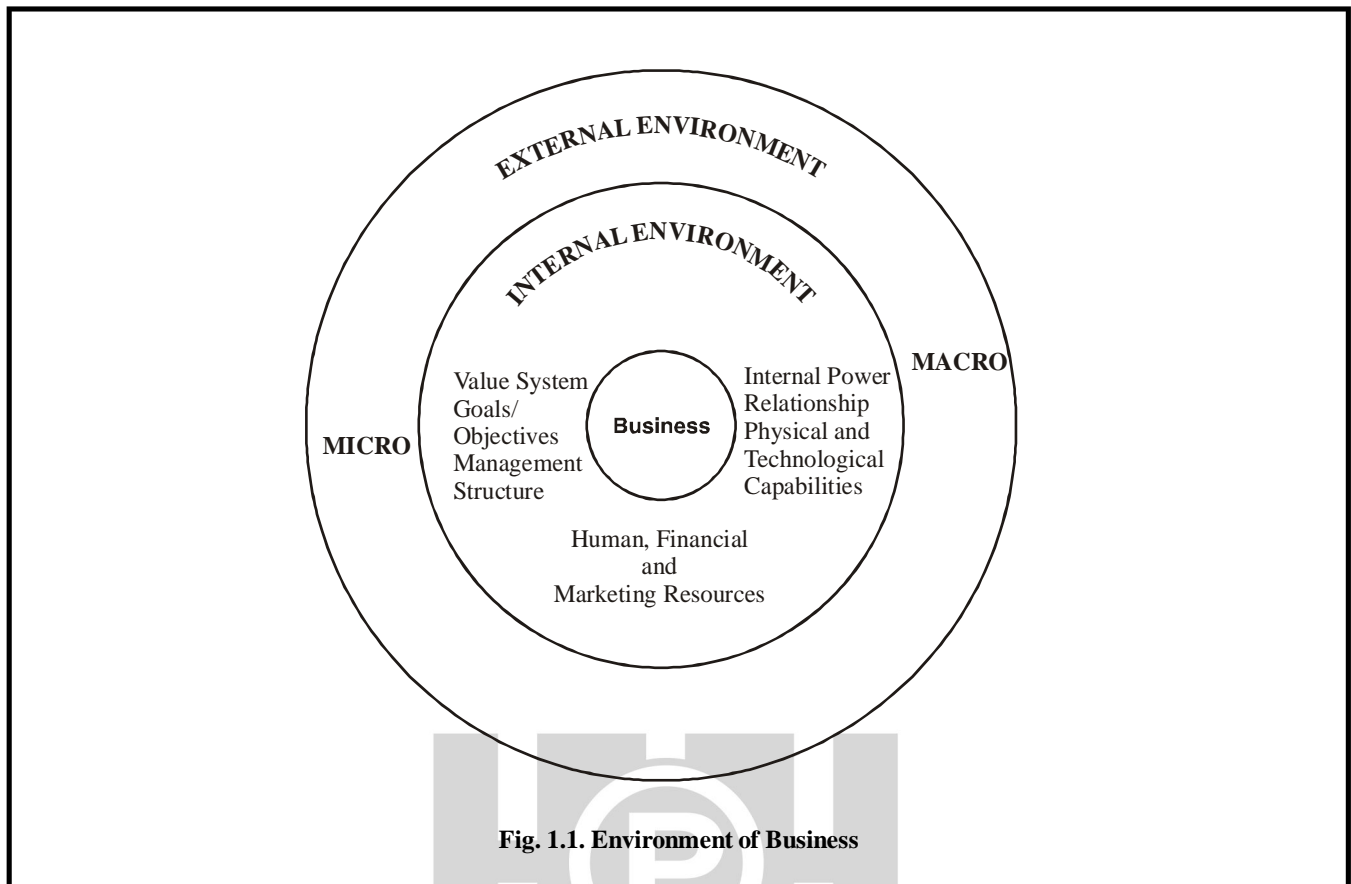 EXTERNAL ENVIRONMENT
INTERNAL ENVIRONMENT
MICRO
Value System
Goals/
Objectives
Management
Structure
Business
Internal Power
Relationship
Physical and
Technological
Capabilities
MACRO
Human, Financial
and
Marketing Resources
P
Fig. 1.1. Environment of Business